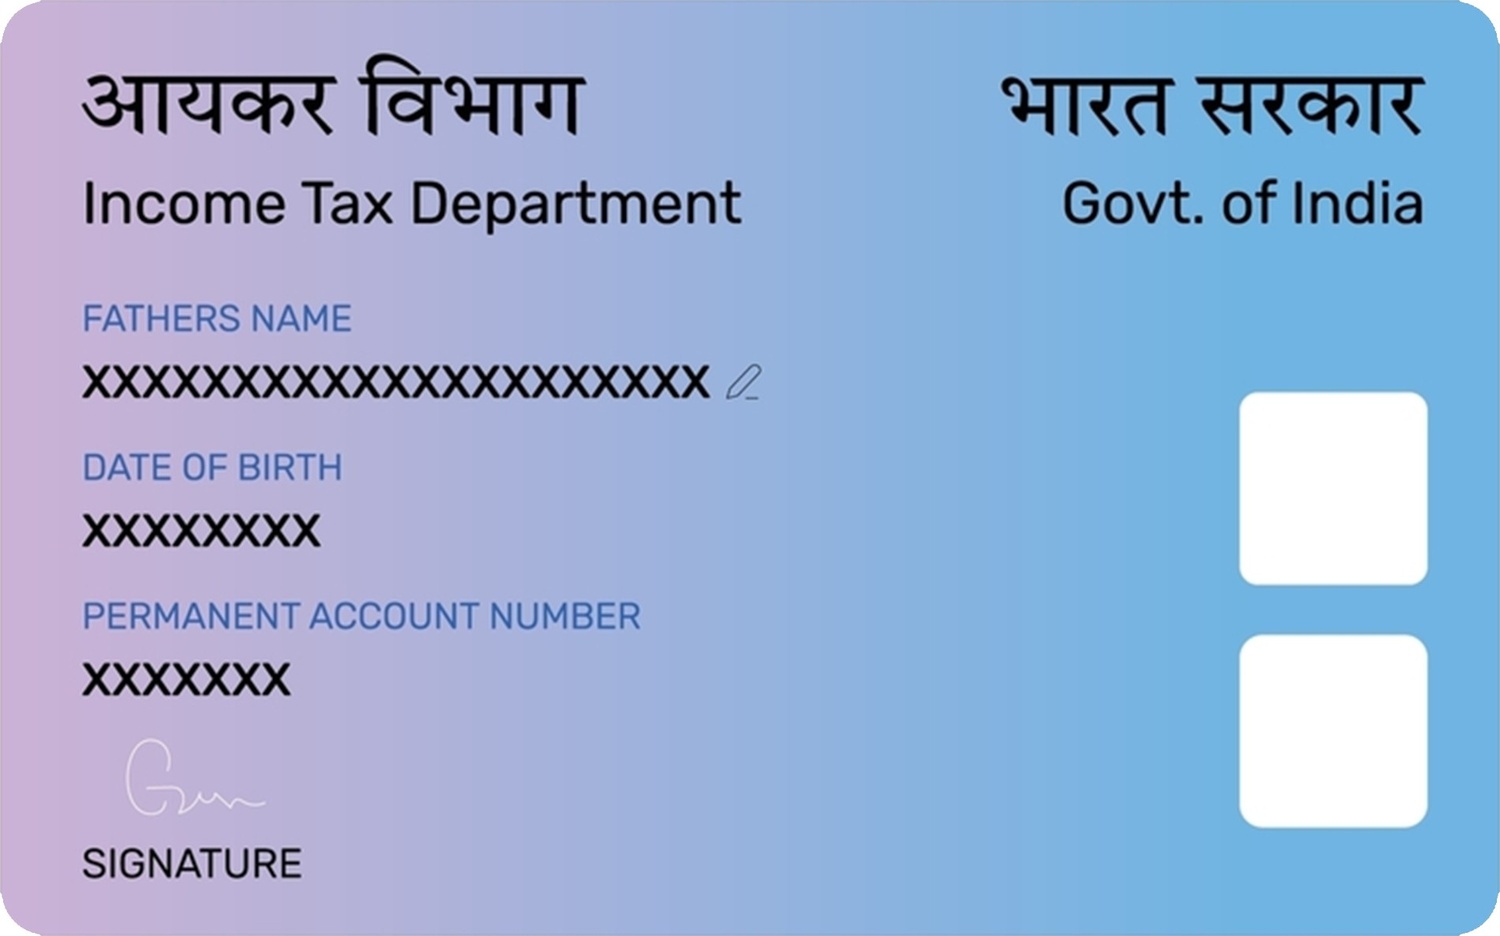 आयकर विभाग
भारत सरकार
Income Tax Department
Govt. of India
FATHERS NAME
XXXXXXXXXXXXXXXXXXXXX
DATE OF BIRTH
XXXXXXXX
PERMANENT ACCOUNT NUMBER
XXXXXXX
SIGNATURE